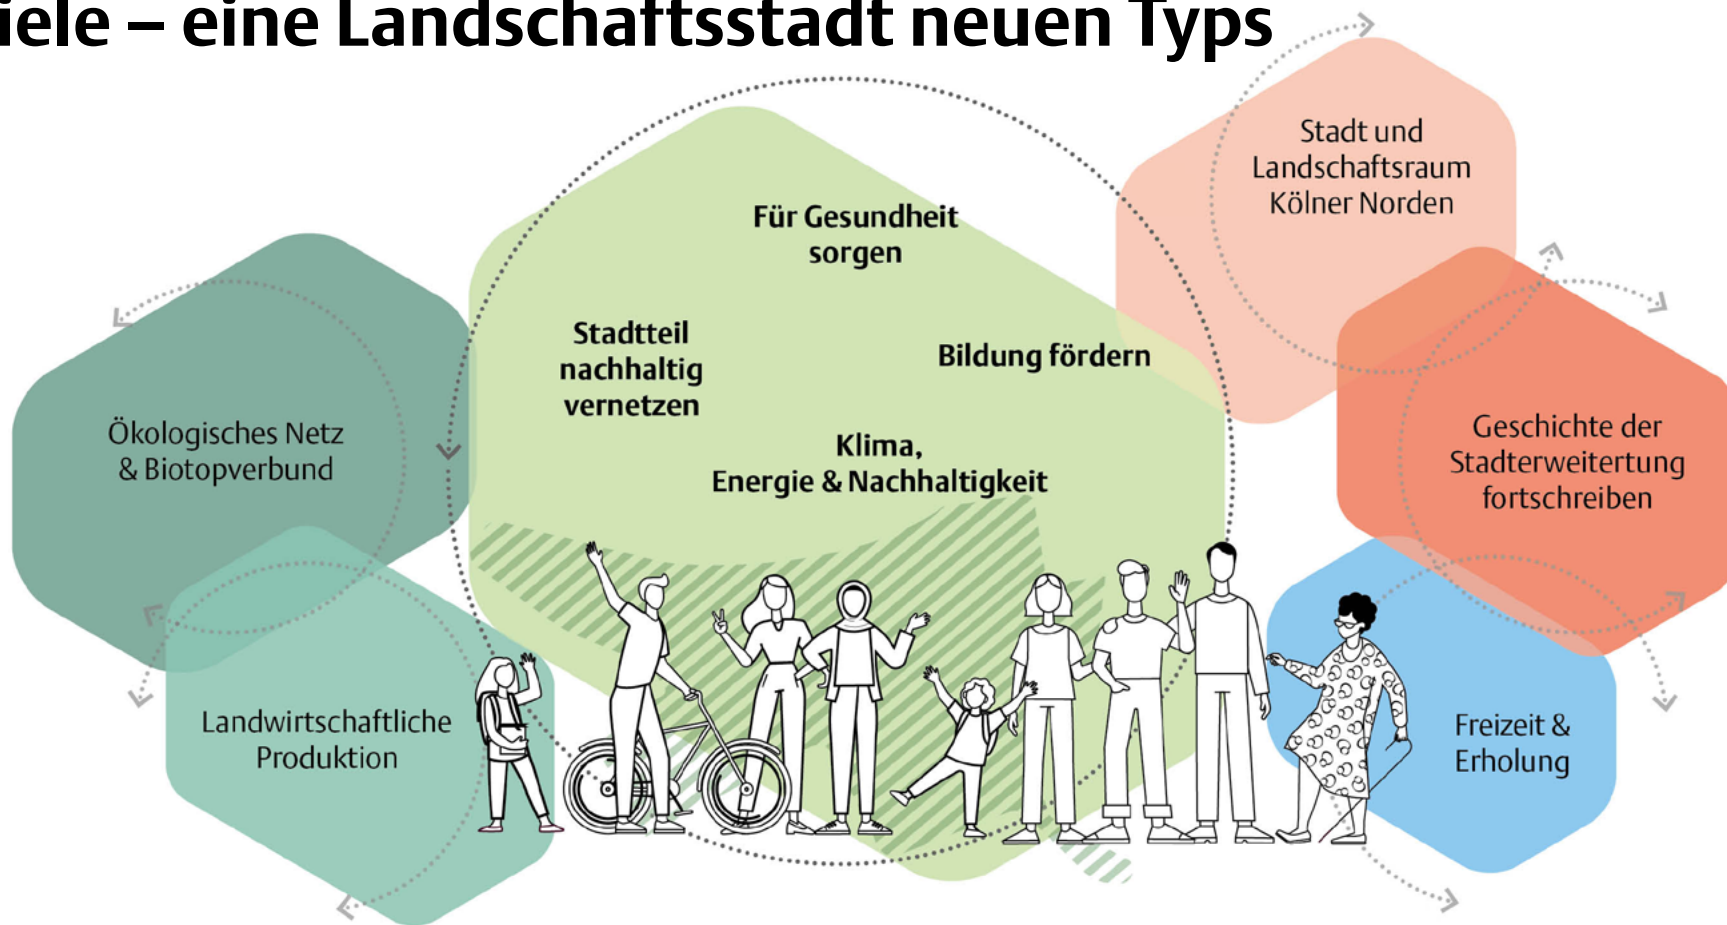 iele – eine Landschaftsstadt neuen Typs
Für Gesundheit
sorgen
Stadtteil
nachhaltig
vernetzen
Bildung fördern
Klima,
Energie & Nachhaltigkeit
Ökologisches Netz
& Biotopverbund
Landwirtschaftliche
Produktion
Stadt und
Landschaftsraum
Kölner Norden
Geschichte der
Stadterweitertung
fortschreiben
Freizeit &
Erholung